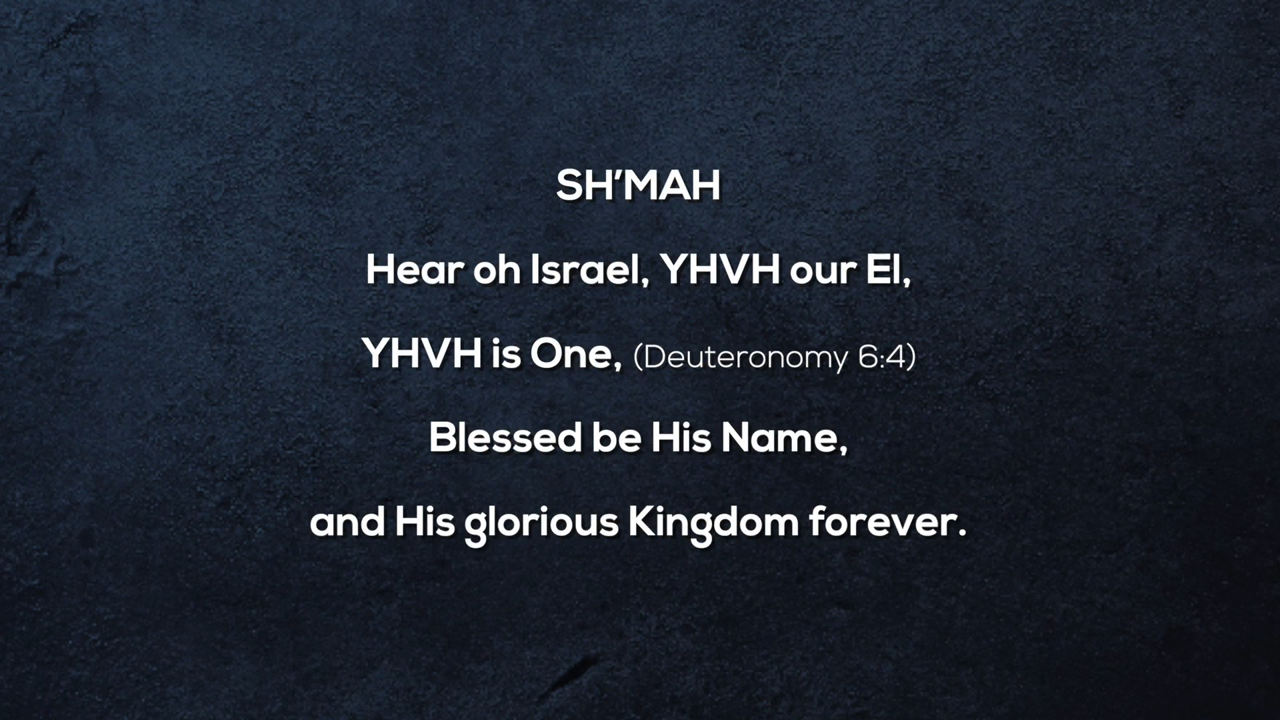 SH’MAH
Hear oh Israel, YHVH our El,
YHVH is One, (Deuteronomy 6:4)
Blessed be His Name,
and His glorious Kingdom forever.